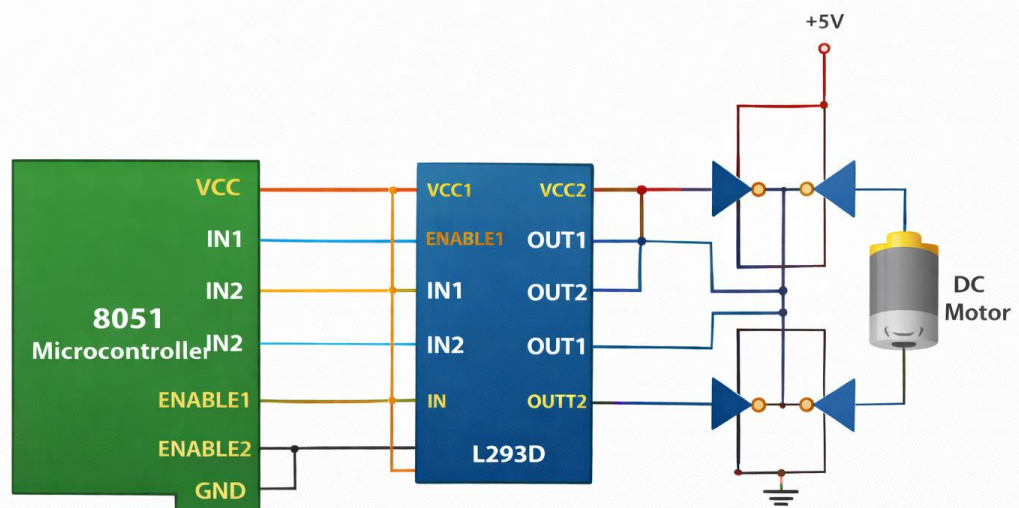 +5V
VCC
VCC1
VCC2
IN1
ENABLE1
OUT1
IN2
IN1
OUT2
8051
Microcontroller
IN2
IN2
OUT1
ENABLE1
IN
OUTT2
ENABLE2
L293D
GND
DC
Motor